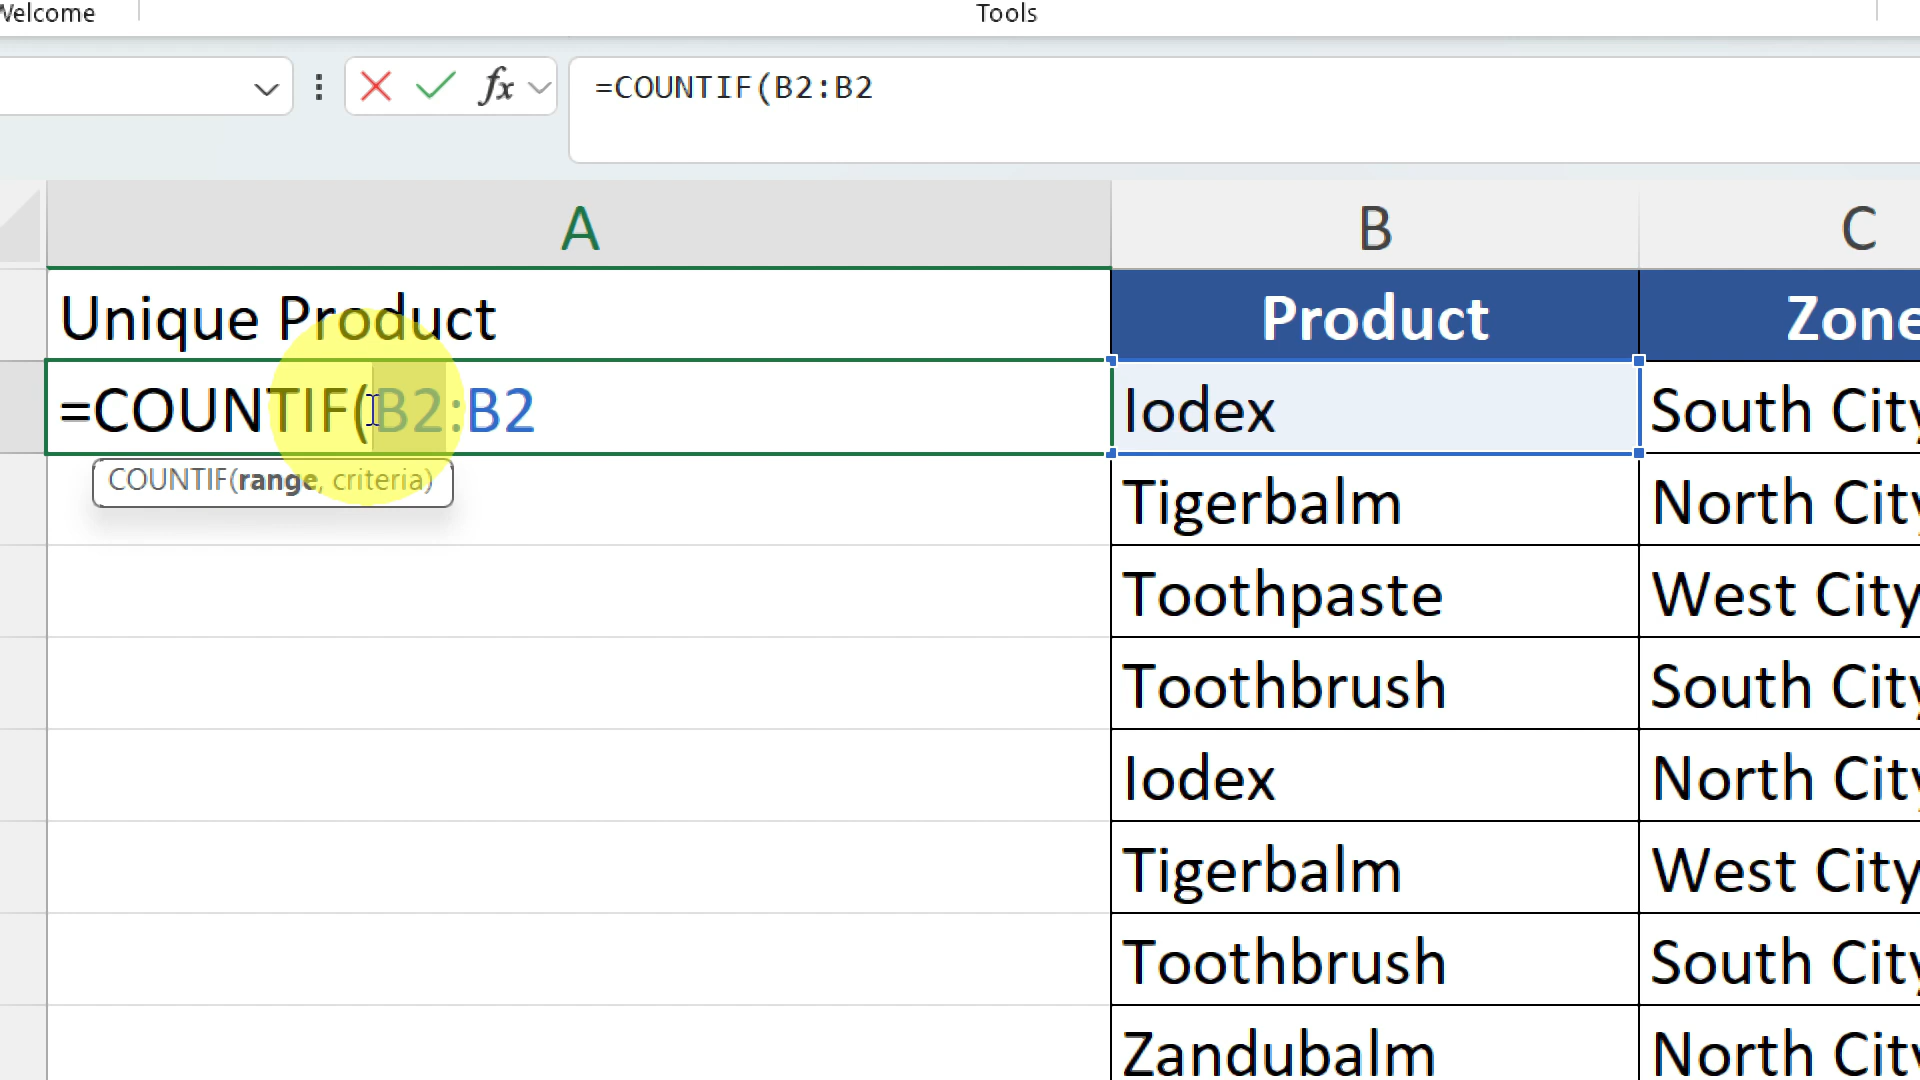 Welcome Tools
fx =COUNTIF(B2:B2
A B C
Unique Product Product Zone
=COUNTIF(B2:B2 Iodex South City
COUNTIF(range, criteria)
Tigerbalm North City
Toothpaste West City
Toothbrush South City
Iodex North City
Tigerbalm West City
Toothbrush South City
Zandubalm North City